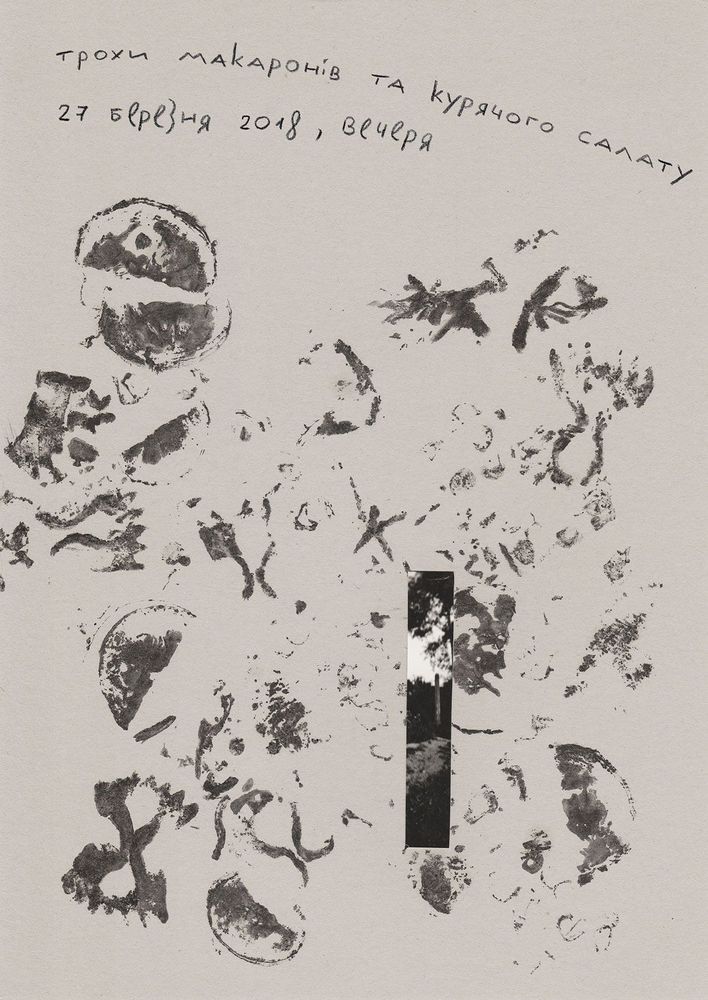 трохи макаронів та курячого салату
27 березня 2018, вечеря